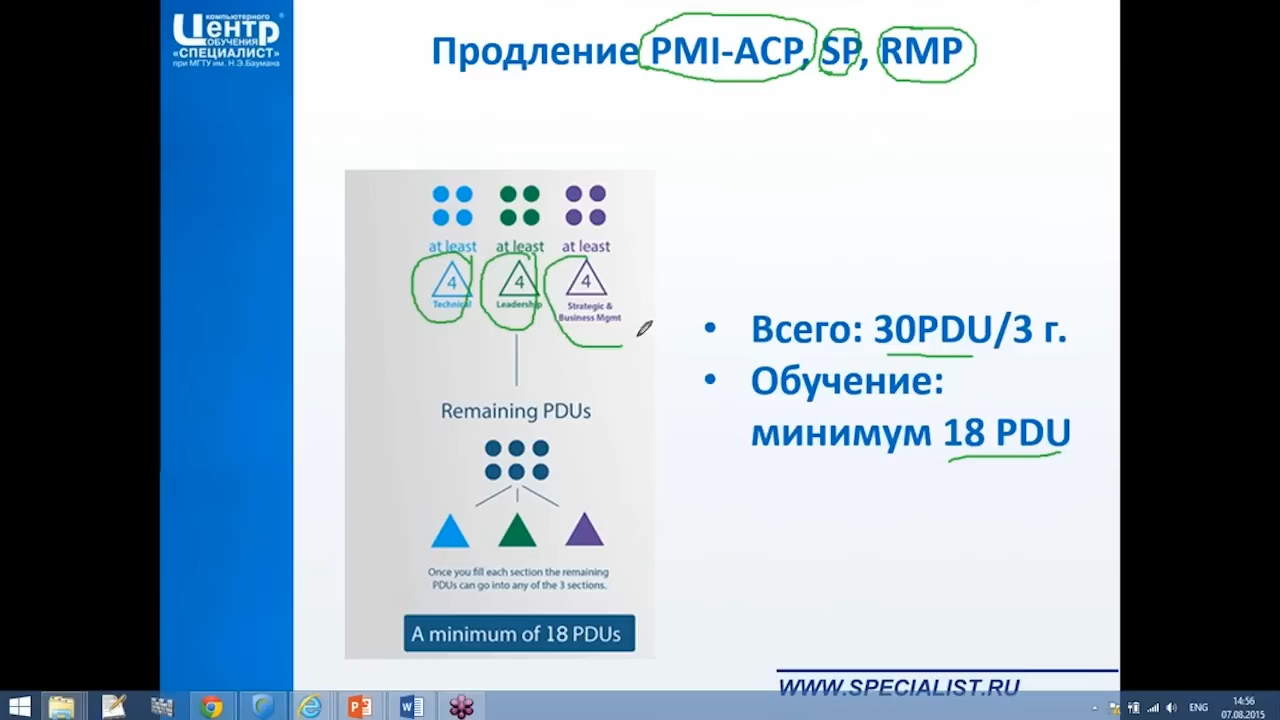 компьютерного
Центр
ОБУЧЕНИЯ
«СПЕЦИАЛИСТ»
при МГТУ им. Н.Э.Баумана
Продление PMI-ACP, SP, RMP
at least at least at least
4 4 4
Technical Leadership Strategic &
Business Mgmt
Remaining PDUs
Once you fill each section the remaining
PDUs can go into any of the 3 sections.
A minimum of 18 PDUs
• Всего: 30PDU/3 г.
• Обучение:
минимум 18 PDU
WWW.SPECIALIST.RU
ENG
14:56
07.08.2015